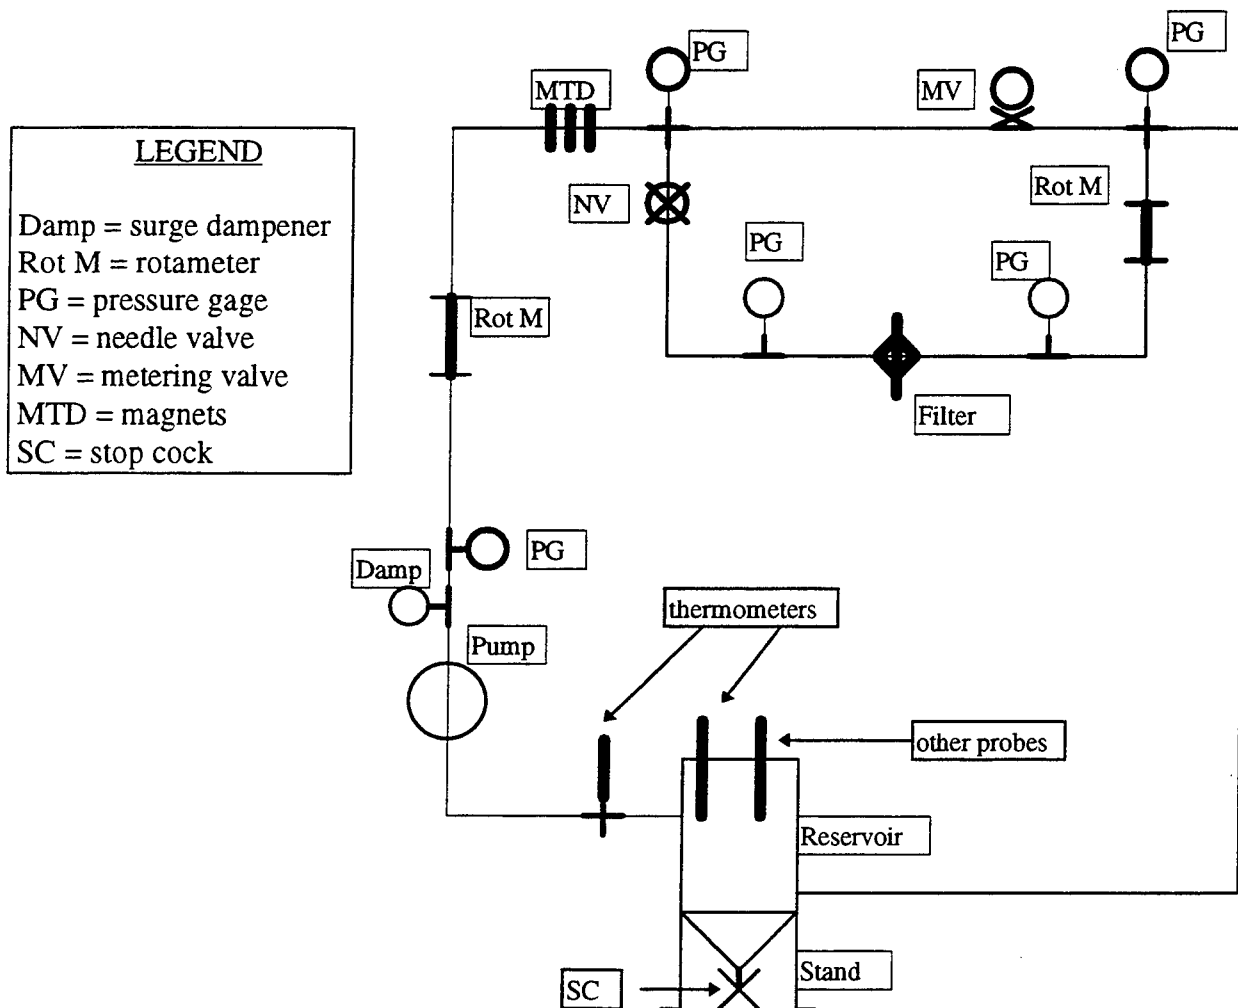 PG
PG
MTD
MV
LEGEND
Damp = surge dampener
Rot M = rotameter
PG = pressure gage
NV = needle valve
MV = metering valve
MTD = magnets
SC = stop cock
NV
Rot M
PG
PG
Rot M
Filter
PG
Damp
thermometers
Pump
other probes
Reservoir
Stand
SC